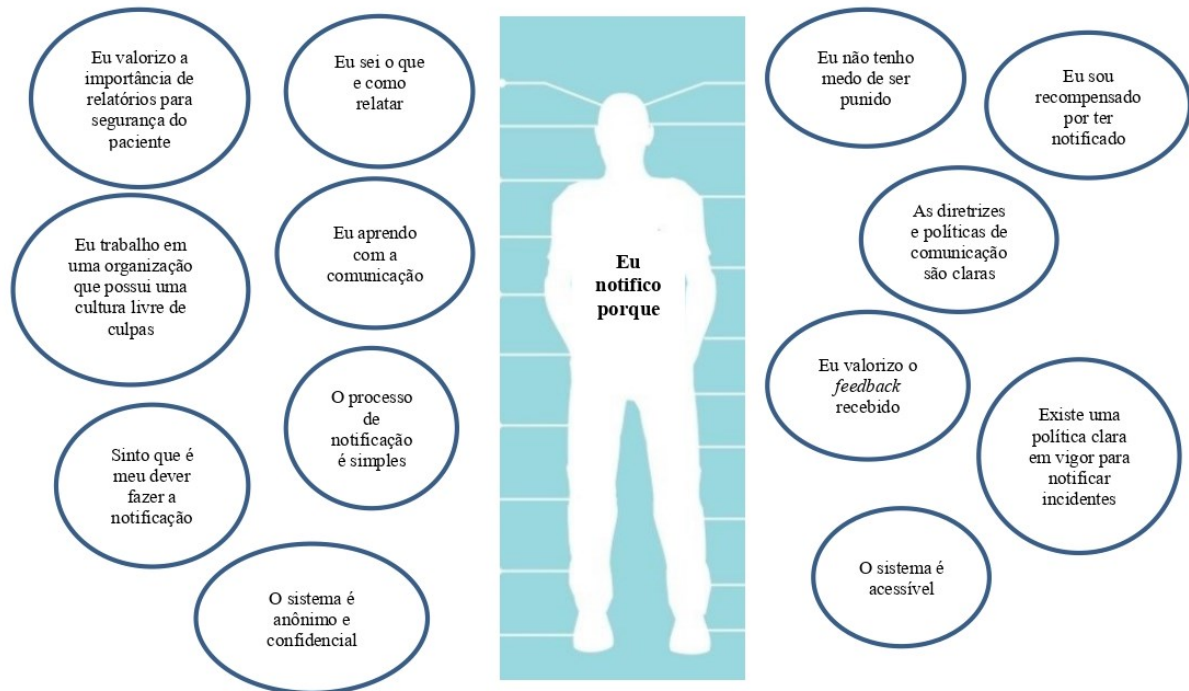 Eu valorizo a
importância de
relatórios para
segurança do
paciente
Eu sei o que
e como
relatar
Eu trabalho em
uma organização
que possui uma
cultura livre de
culpas
Eu aprendo
com a
comunicação
O processo
de
notificação
é simples
Sinto que é
meu dever
fazer a
notificação
O sistema é
anônimo e
confidencial
Eu
notifico
porque
Eu não tenho
medo de ser
punido
Eu sou
recompensado
por ter
notificado
As diretrizes
e políticas de
comunicação
são claras
Eu valorizo o
feedback
recebido
Existe uma
política clara
em vigor para
notificar
incidentes
O sistema é
acessível